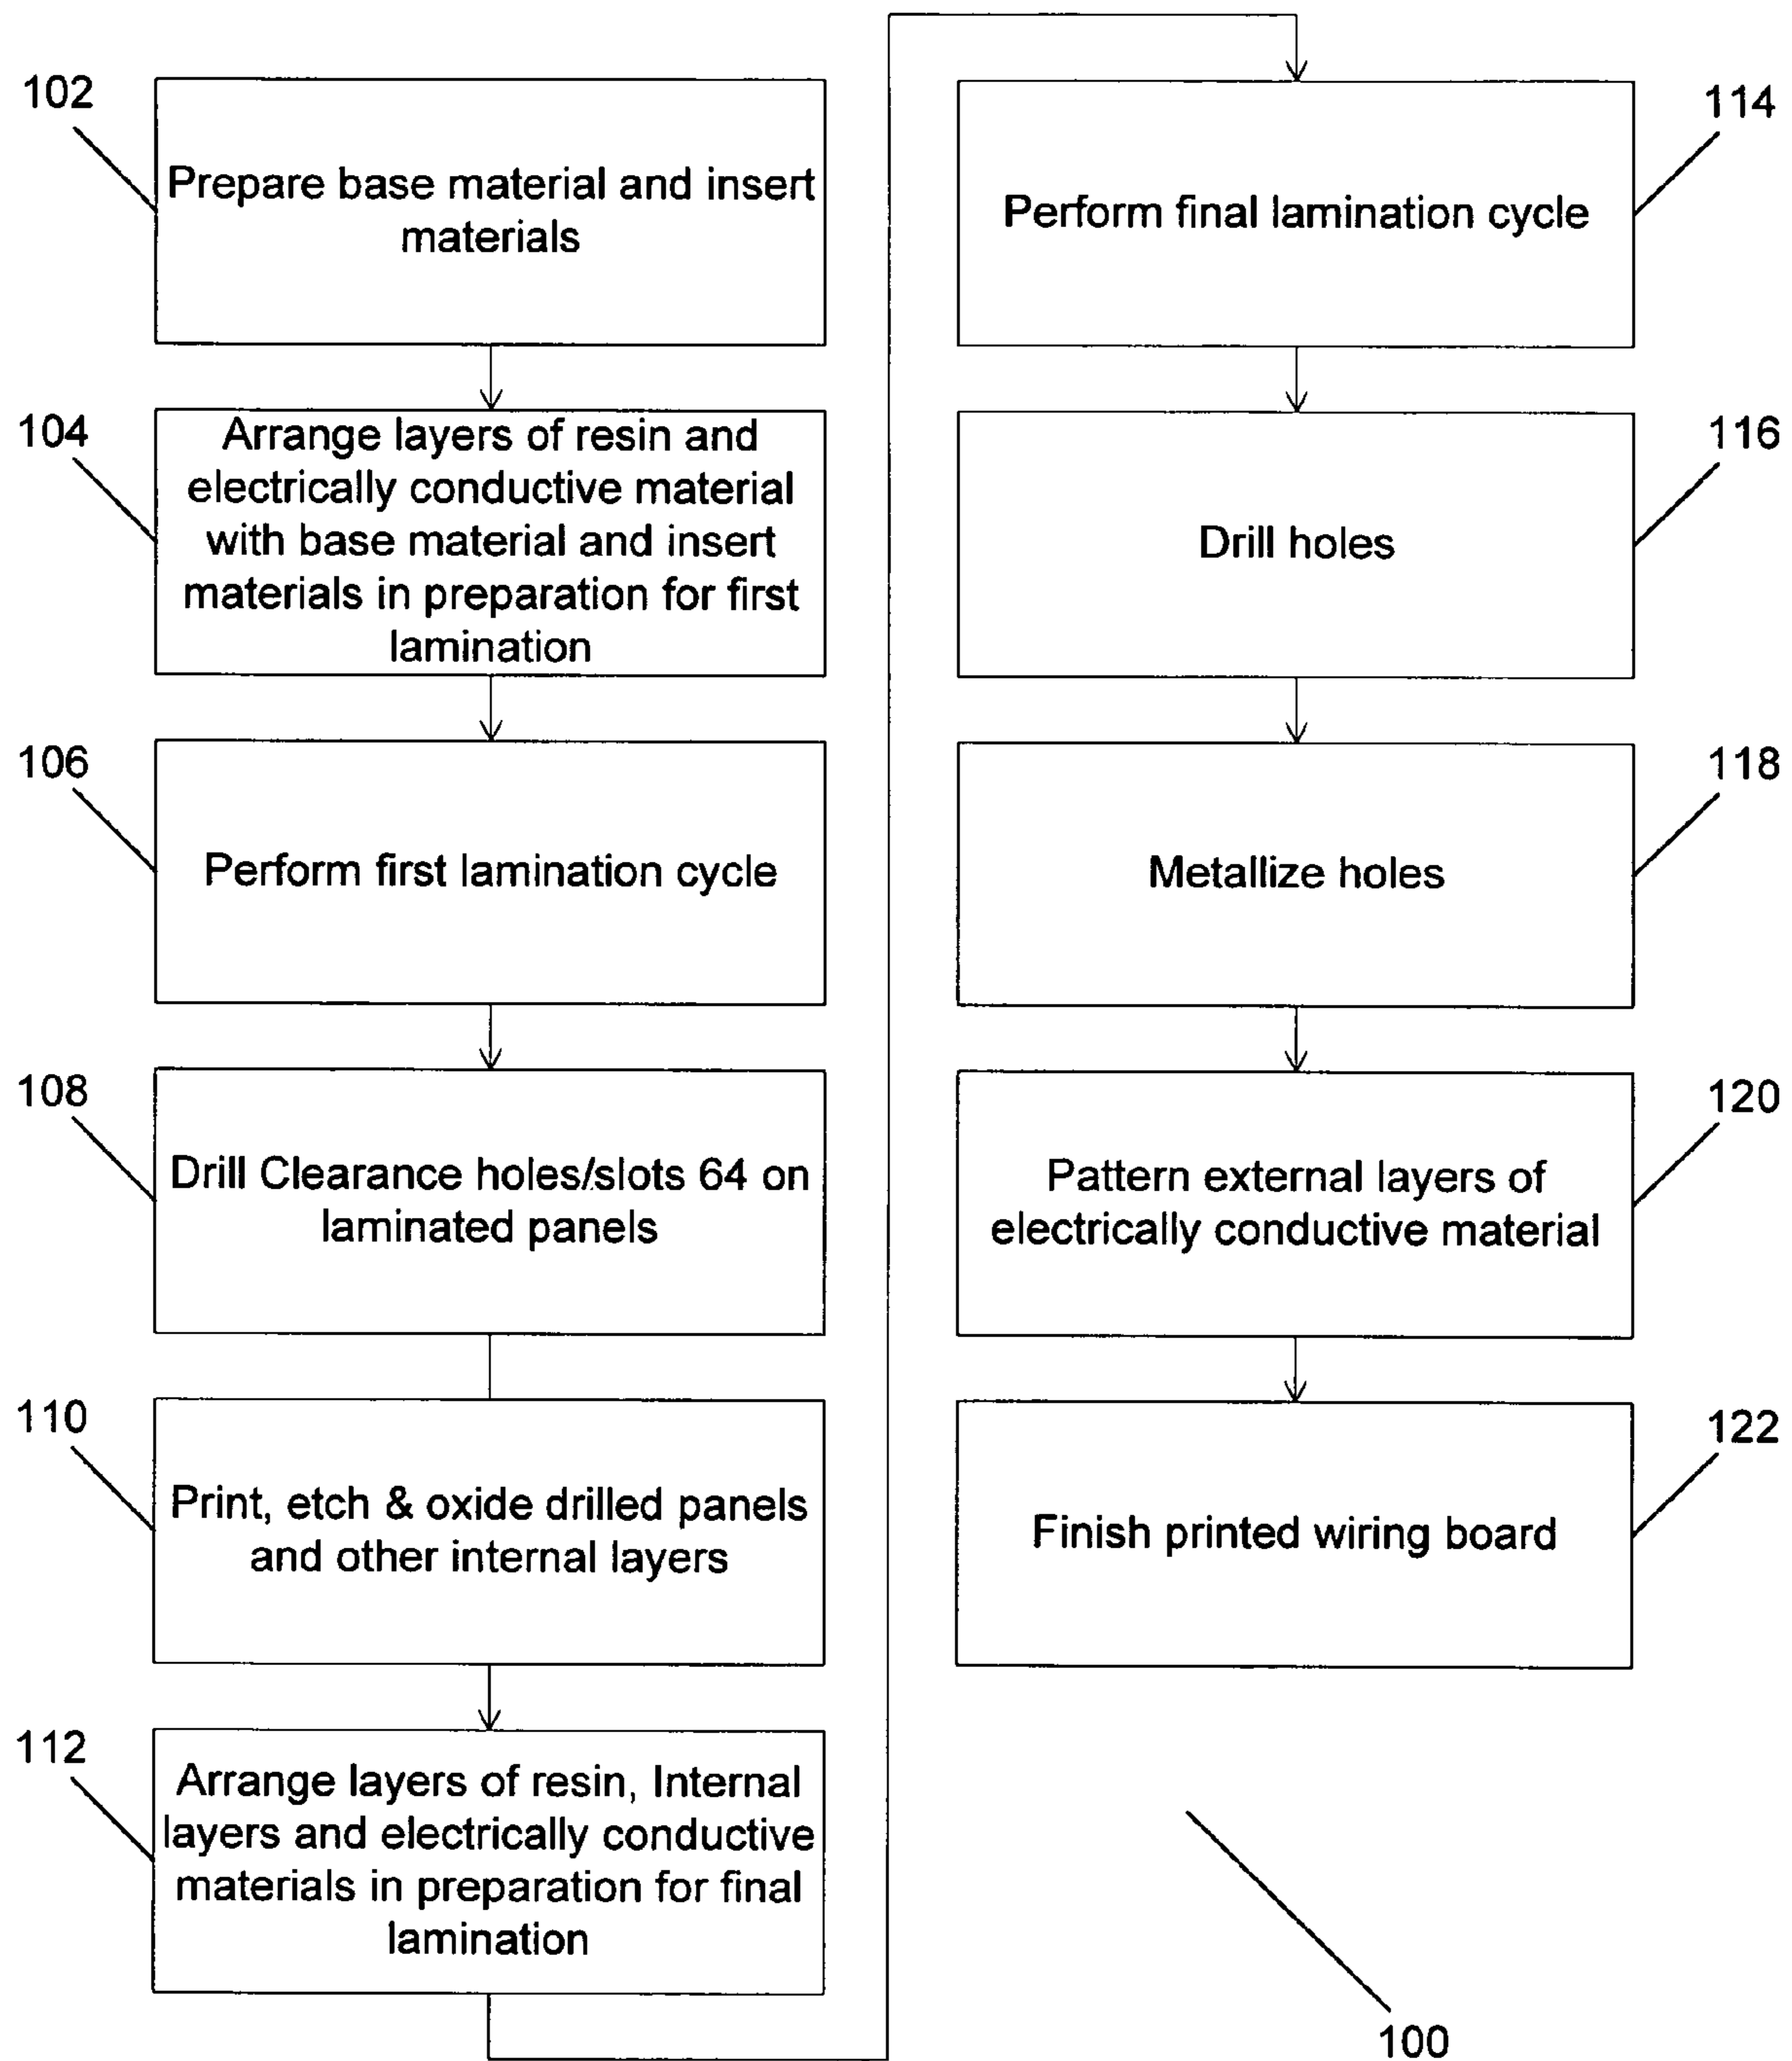 102
Prepare base material and insert
materials
104
Arrange layers of resin and
electrically conductive material
with base material and insert
materials in preparation for first
lamination
106
Perform first lamination cycle
108
Drill Clearance holes/slots 64 on
laminated panels
110
Print, etch & oxide drilled panels
and other internal layers
112
Arrange layers of resin, Internal
layers and electrically conductive
materials in preparation for final
lamination
114
Perform final lamination cycle
116
Drill holes
118
Metallize holes
120
Pattern external layers of
electrically conductive material
122
Finish printed wiring board
100